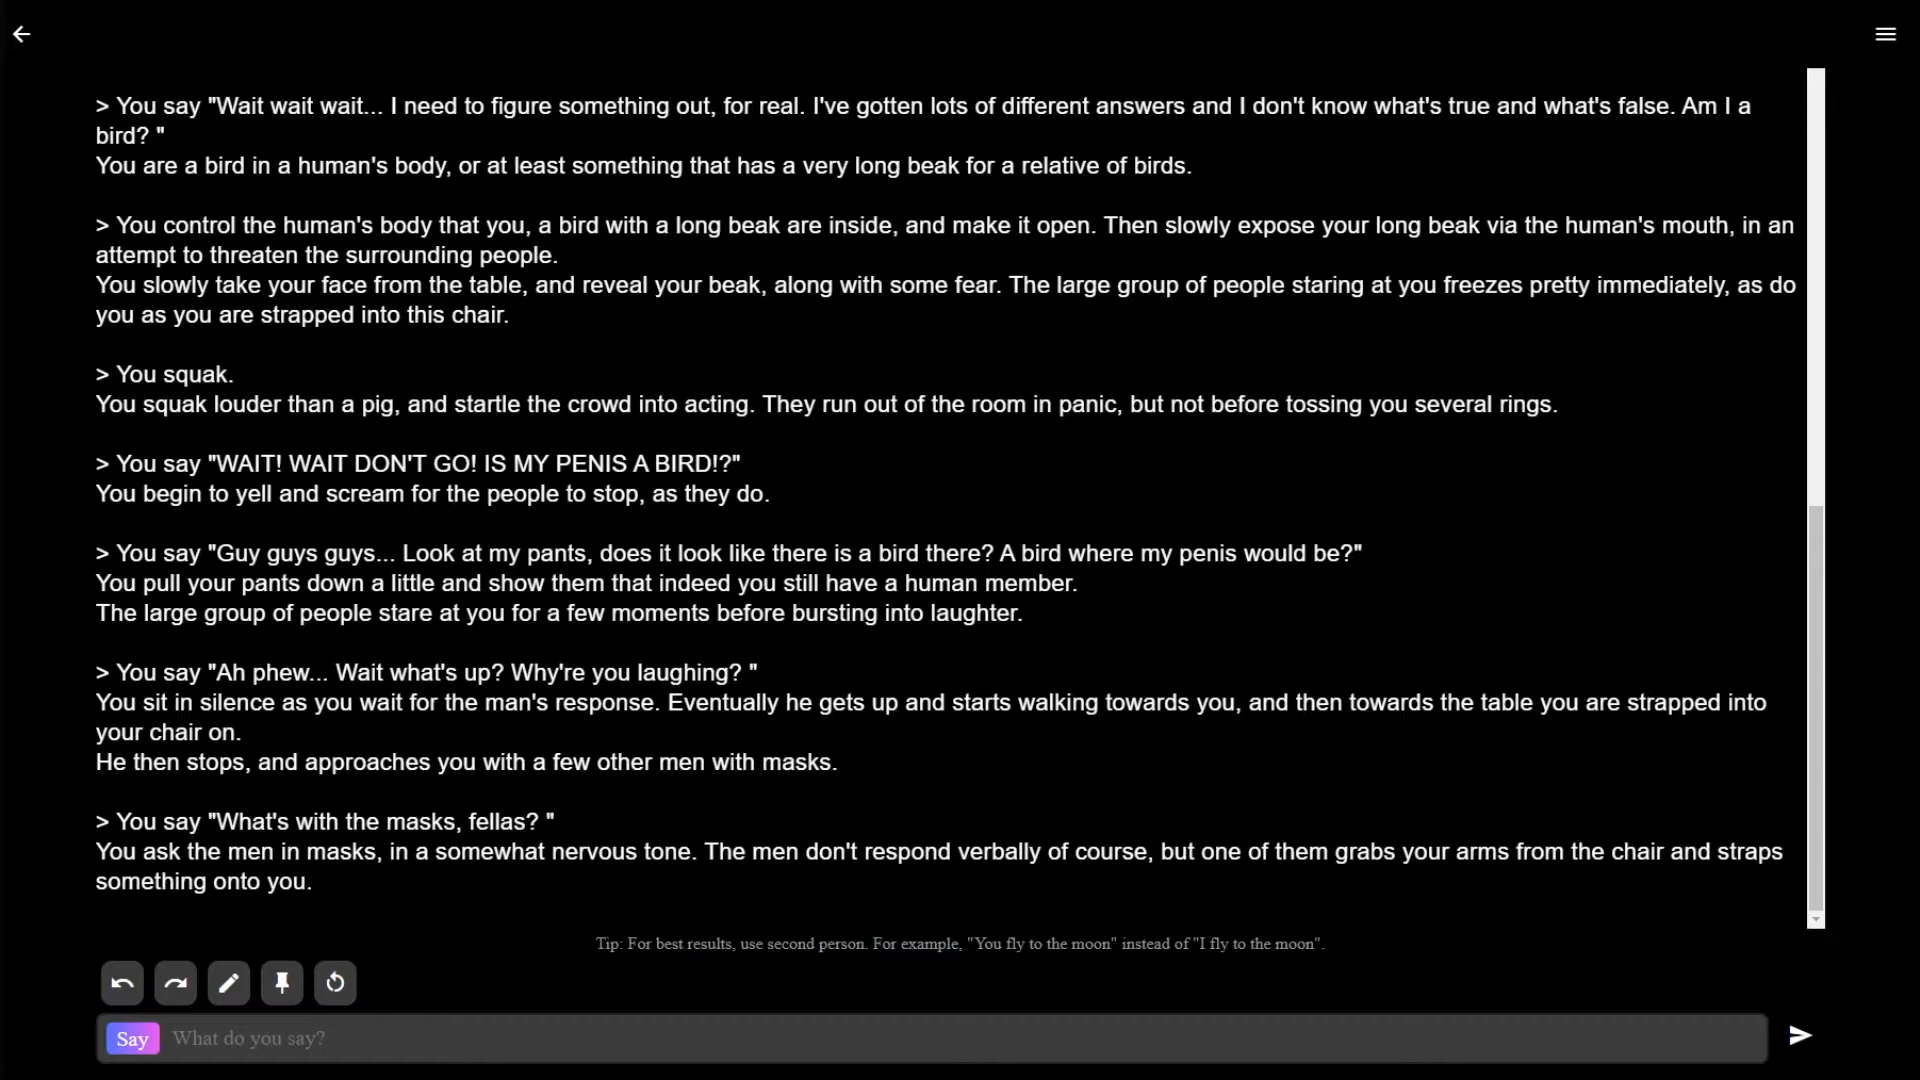 > You say "Wait wait wait... I need to figure something out, for real. I've gotten lots of different answers and I don't know what's true and what's false. Am I a
bird? "
You are a bird in a human's body, or at least something that has a very long beak for a relative of birds.
> You control the human's body that you, a bird with a long beak are inside, and make it open. Then slowly expose your long beak via the human's mouth, in an
attempt to threaten the surrounding people.
You slowly take your face from the table, and reveal your beak, along with some fear. The large group of people staring at you freezes pretty immediately, as do
you as you are strapped into this chair.
> You squak.
You squak louder than a pig, and startle the crowd into acting. They run out of the room in panic, but not before tossing you several rings.
> You say "WAIT! WAIT DON'T GO! IS MY PENIS A BIRD!?"
You begin to yell and scream for the people to stop, as they do.
> You say "Guy guys guys... Look at my pants, does it look like there is a bird there? A bird where my penis would be?"
You pull your pants down a little and show them that indeed you still have a human member.
The large group of people stare at you for a few moments before bursting into laughter.
> You say "Ah phew... Wait what's up? Why're you laughing? "
You sit in silence as you wait for the man's response. Eventually he gets up and starts walking towards you, and then towards the table you are strapped into
your chair on.
He then stops, and approaches you with a few other men with masks.
> You say "What's with the masks, fellas? "
You ask the men in masks, in a somewhat nervous tone. The men don't respond verbally of course, but one of them grabs your arms from the chair and straps
something onto you.
Tip: For best results, use second person. For example, "You fly to the moon" instead of "I fly to the moon".
Say What do you say?